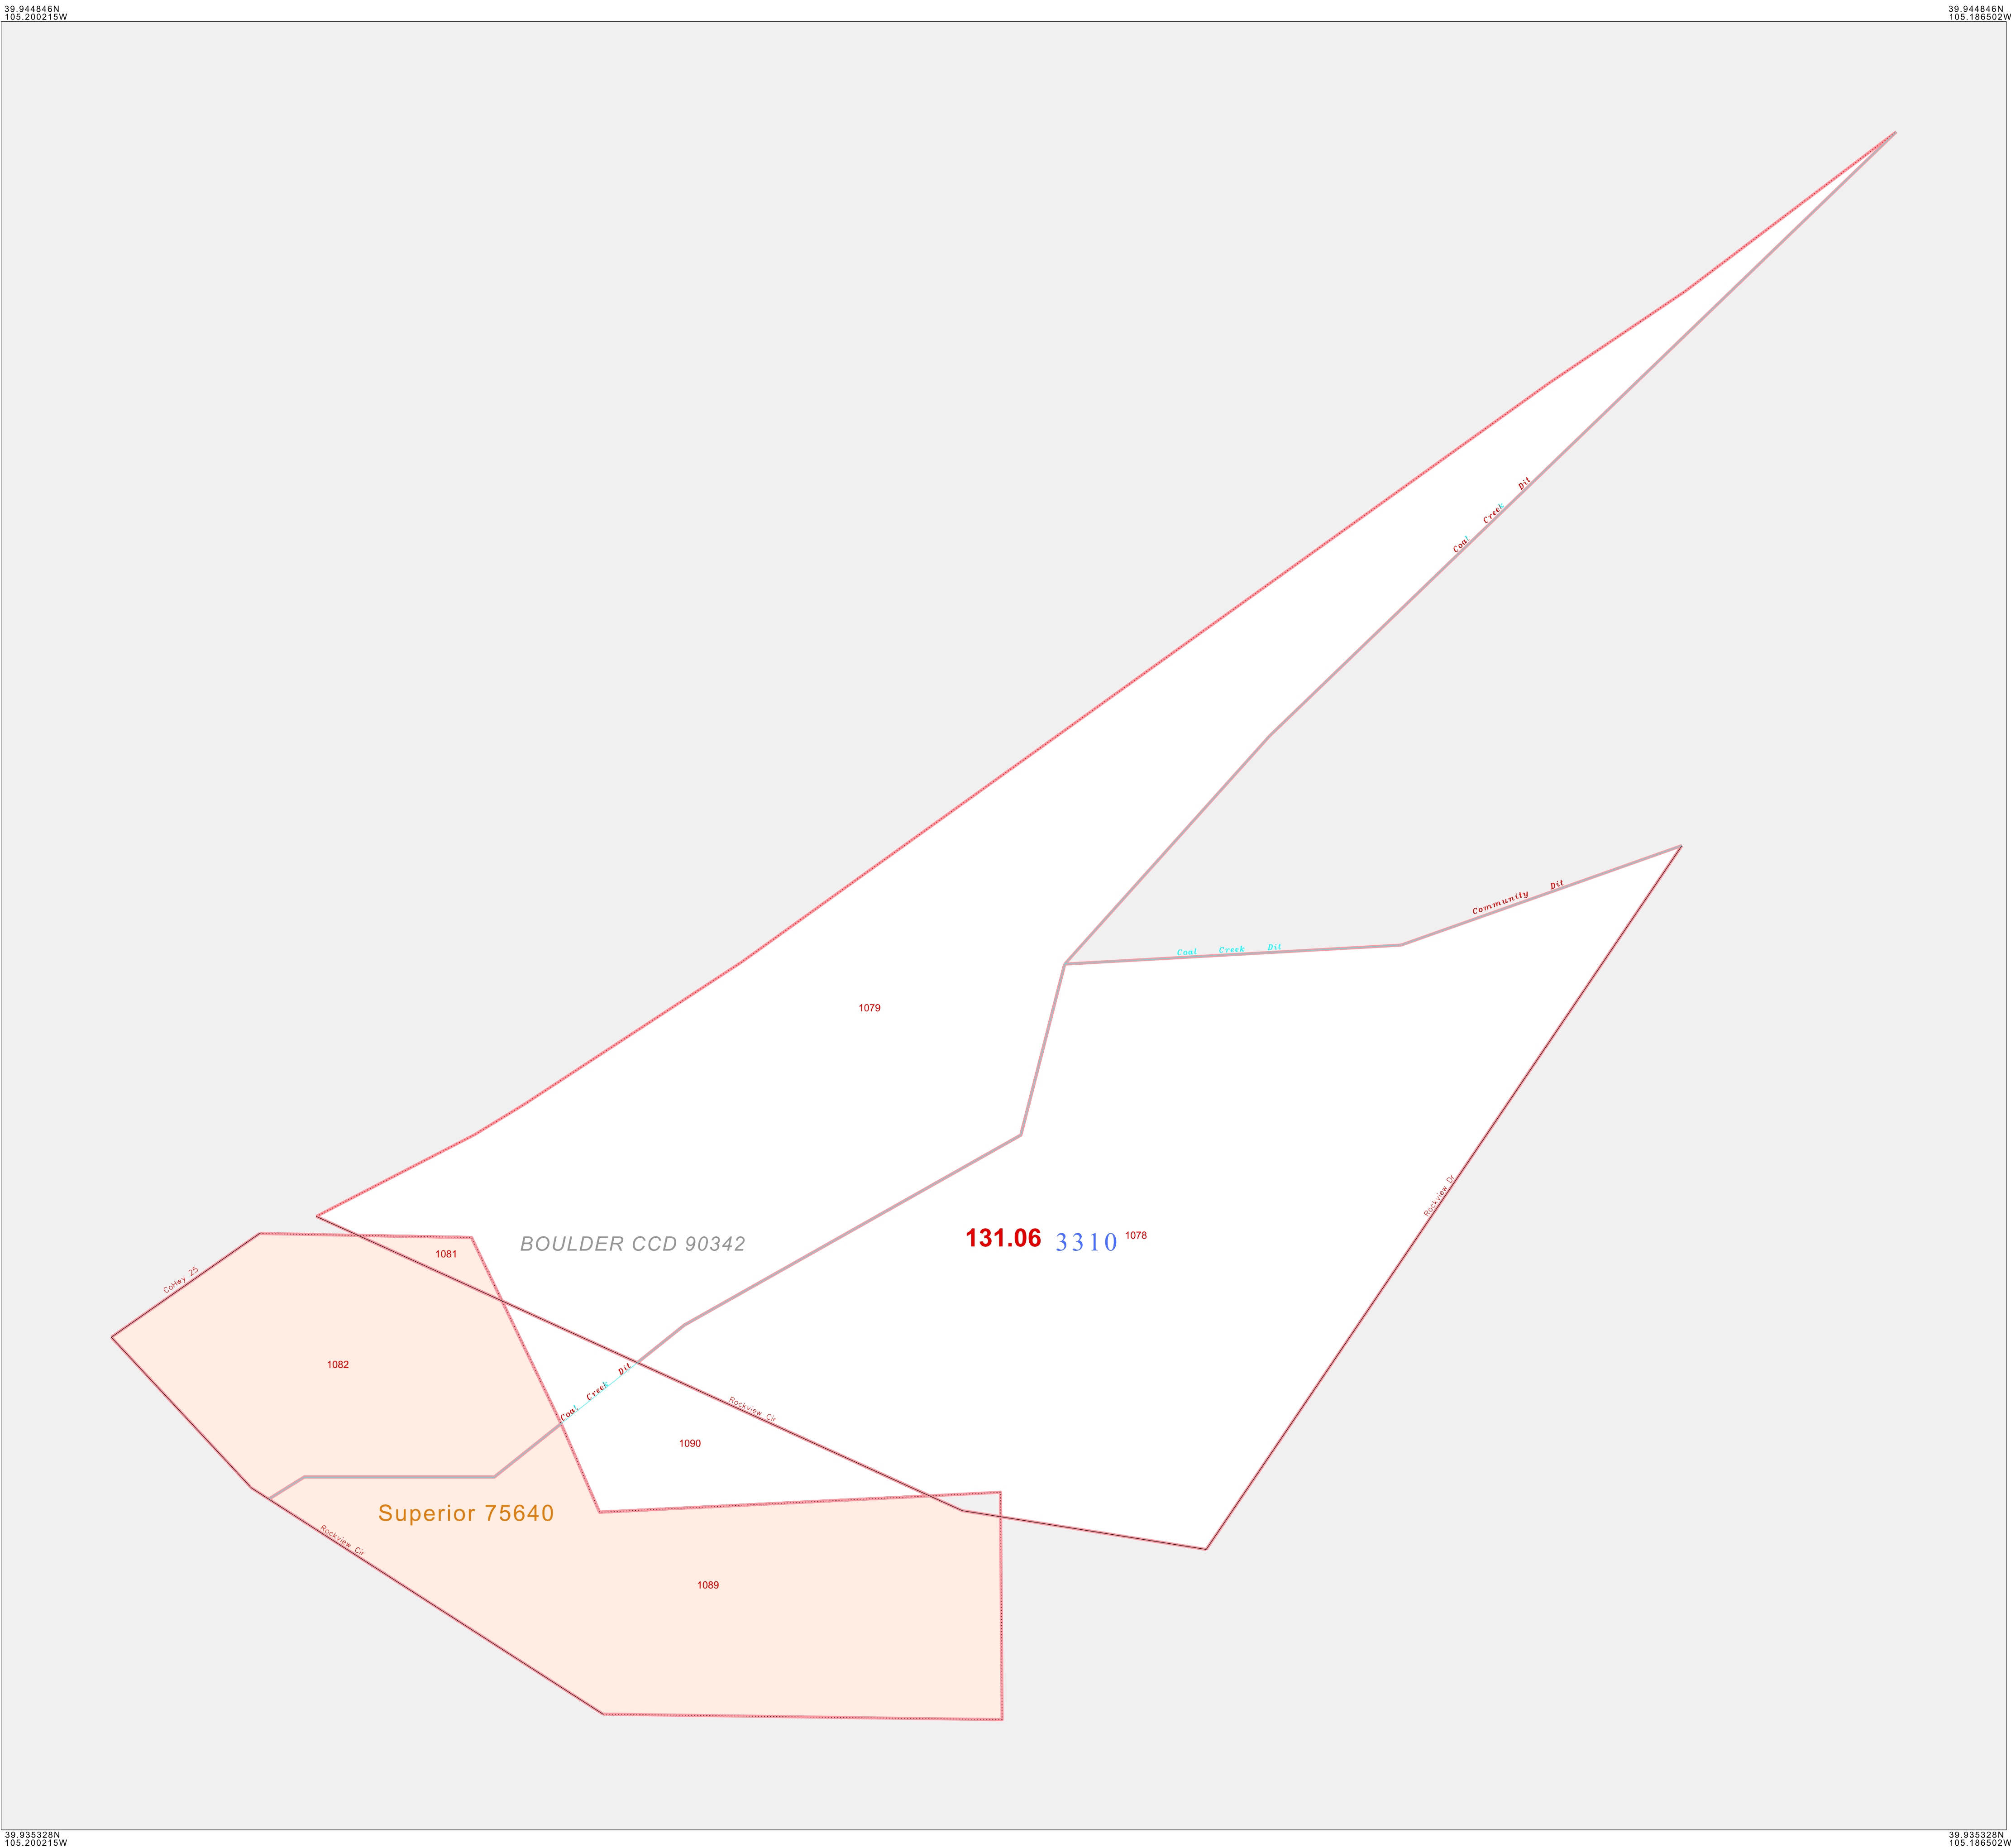 39.944846N
105.200215W
39.944846N
105.186502W
Coal Creek Dit
Community Dit
Coal Creek Dit
1079
Rockview Dr
131.06 3310 1078
BOULDER CCD 90342
1081
CoHwy 25
1082
Coal Creek Dit
Rockview Cir
1090
Superior 75640
Rockview Cir
1089
39.935328N
105.200215W
39.935328N
105.186502W